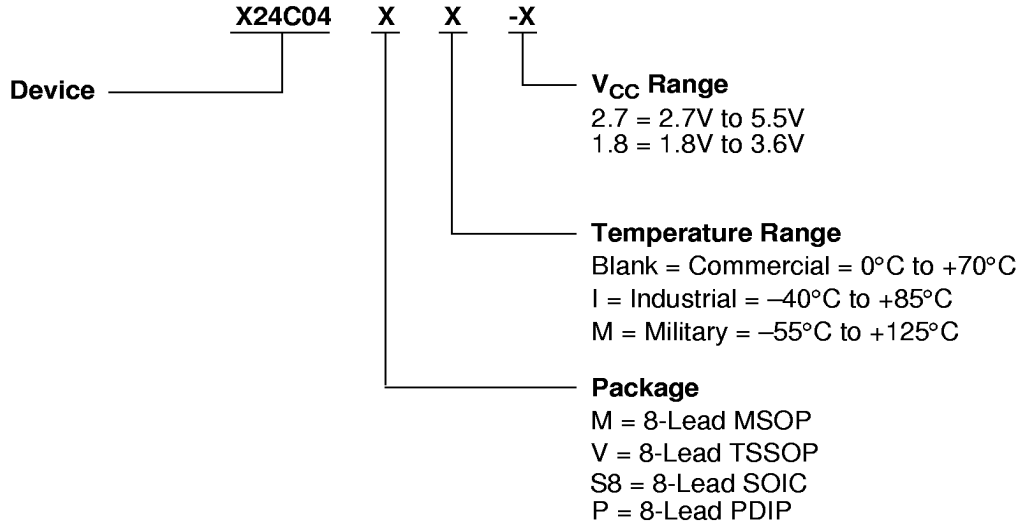 X24C04 X X -X
Device
VCC Range
2.7 = 2.7V to 5.5V
1.8 = 1.8V to 3.6V
Temperature Range
Blank = Commercial = 0°C to +70°C
I = Industrial = –40°C to +85°C
M = Military = –55°C to +125°C
Package
M = 8-Lead MSOP
V = 8-Lead TSSOP
S8 = 8-Lead SOIC
P = 8-Lead PDIP